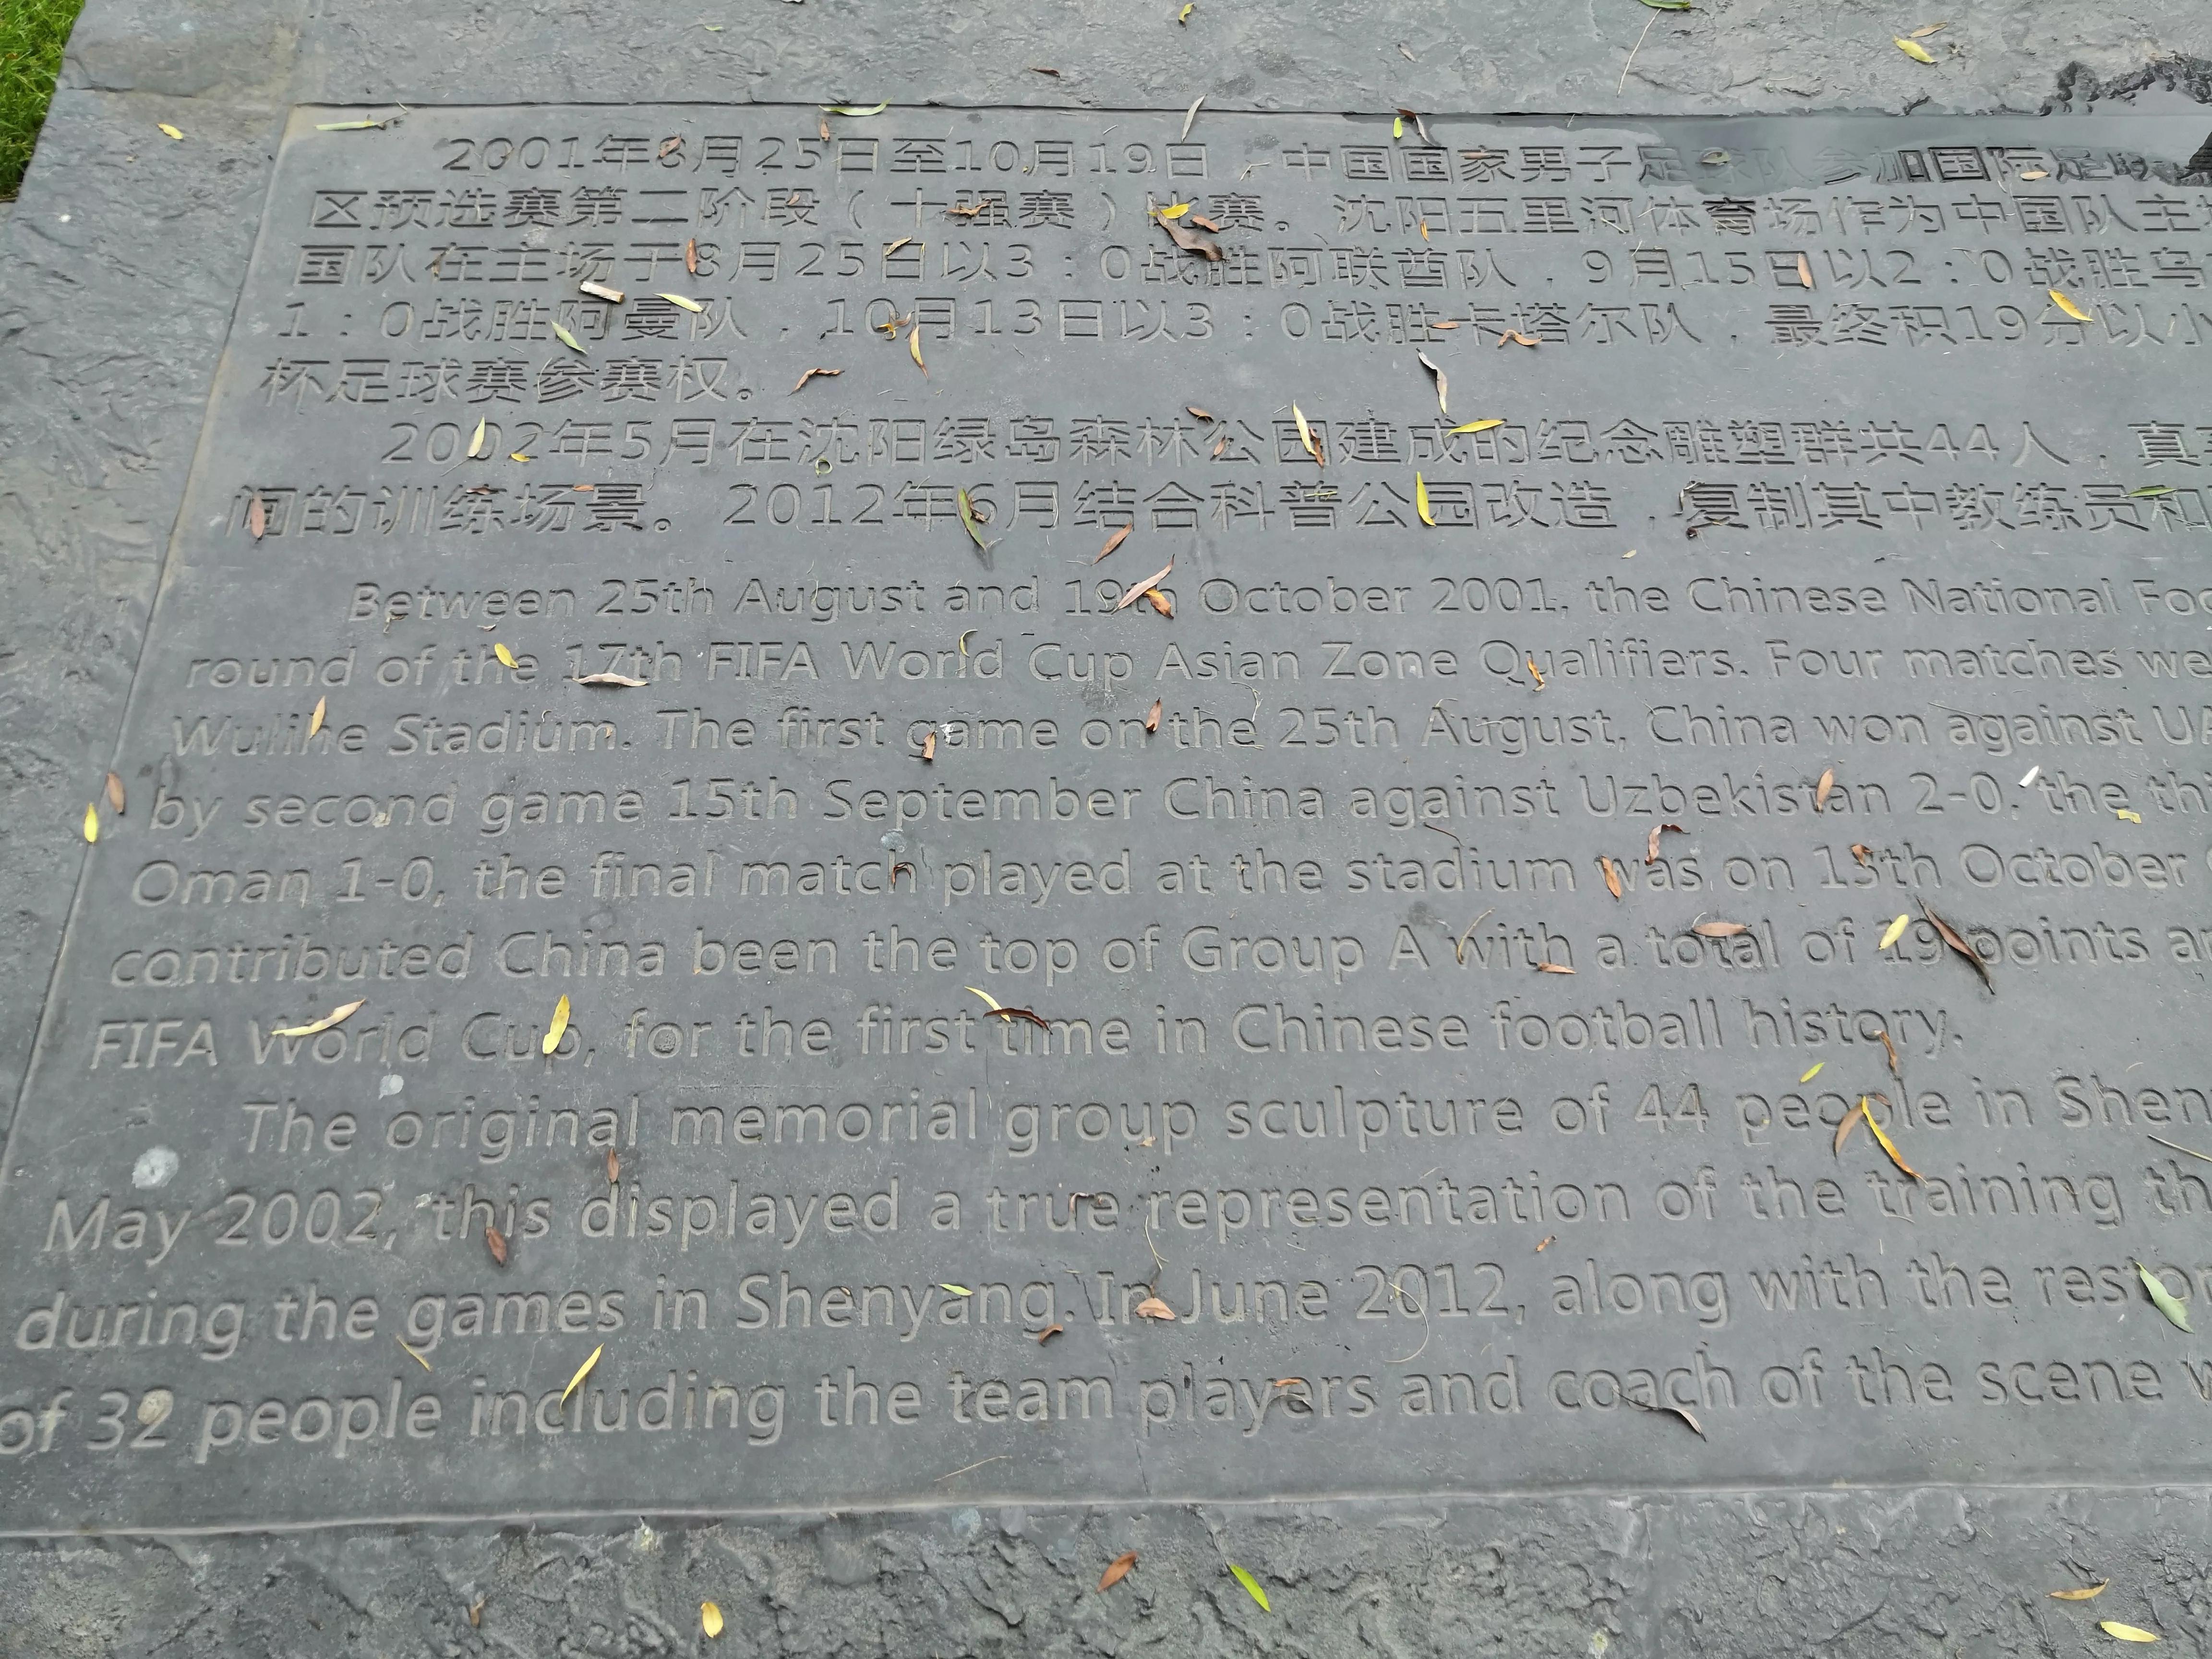 2001年8月25日至10月19日，中国国家男子足球队参加国际足联
区预选赛第二阶段（十强赛）比赛。沈阳五里河体育场作为中国队主
国队在主场于8月25日以3：0战胜阿联酋队，9月15日以2：0战胜乌
1：0战胜阿曼队，10月13日以3：0战胜卡塔尔队，最终积19分以小
杯足球赛参赛权。
2002年5月在沈阳绿岛森林公园建成的纪念雕塑群共44人，真
间的训练场景。2012年6月结合科普公园改造，复制其中教练员和
Between 25th August and 19th October 2001, the Chinese National Foo
round of the 17th FIFA World Cup Asian Zone Qualifiers. Four matches we
Wulihe Stadium. The first game on the 25th August, China won against UA
by second game 15th September China against Uzbekistan 2-0, the th
Oman 1-0, the final match played at the stadium was on 13th October
contributed China been the top of Group A with a total of 19 points a
FIFA World Cup, for the first time in Chinese football history.
The original memorial group sculpture of 44 people in Shen
May 2002, this displayed a true representation of the training th
during the games in Shenyang. In June 2012, along with the resto
of 32 people including the team players and coach of the scene w